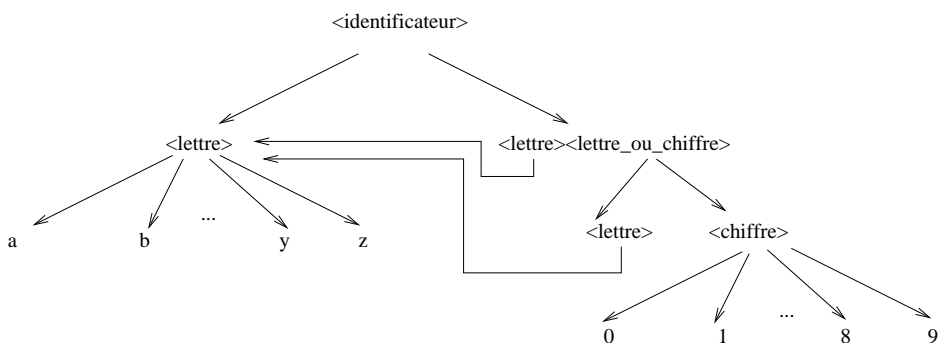 <identificateur>
<lettre> <lettre><lettre_ou_chiffre>
...
a b y z <lettre> <chiffre>
...
0 1 8 9